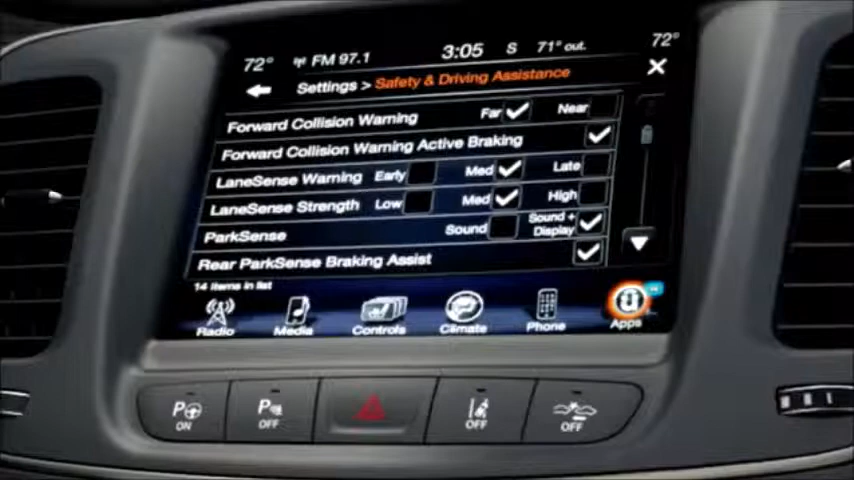 72° FM 97.1 3:05 S 71° out. 72°
Settings > Safety & Driving Assistance
Forward Collision Warning Far Near
Forward Collision Warning Active Braking
LaneSense Warning Early Med Late
LaneSense Strength Low Med High
ParkSense Sound Sound + Display
Rear ParkSense Braking Assist
14 items in list
Radio Media Controls Climate Phone Apps
P ON
P OFF
OFF
OFF